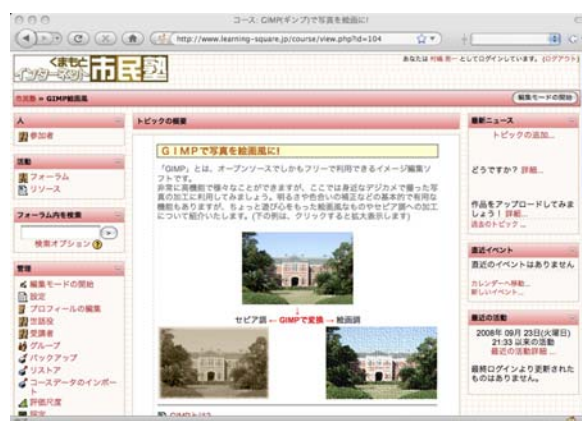 コース: GIMP(ギンプ)で写真を絵画に!
http://www.learning-square.jp/course/view.php?id=104
くまもと
インターネット市民塾
としてログインしています。(ログアウト)
市民塾 » GIMP絵画風
編集モードの開始
人
参加者
活動
フォーラム
リソース
フォーラム内を検索
検索オプション
管理
編集モードの開始
設定
プロフィールの編集
世話役
受講者
グループ
バックアップ
リストア
コースデータのインポート
評価尺度
トピックの概要
GIMPで写真を絵画風に!
「GIMP」とは、オープンソースでしかもフリーで利用できるイメージ編集ソ
フトです。
非常に高機能で様々なことができますが、ここでは身近なデジカメで撮った写
真の加工に利用してみましょう。明るさや色合いの補正などの基本的で有用な
機能もありますが、ちょっと遊び心をもった絵画風なものやセピア調への加工
について紹介いたします。(下の例は、クリックすると拡大表示します)
↓
セピア調 ← GIMPで変換 → 絵画調
GIMPとは?
最新ニュース
トピックの追加...
どうですか? 詳細...
作品をアップロードしてみま
しょう! 詳細...
過去のトピック ...
直近イベント
直近のイベントはありません
カレンダーへ移動...
新しいイベント...
最近の活動
2008年 09月 23日(火曜日)
21:33 以来の活動
最近の活動詳細 ...
最終ログインより更新された
ものはありません。